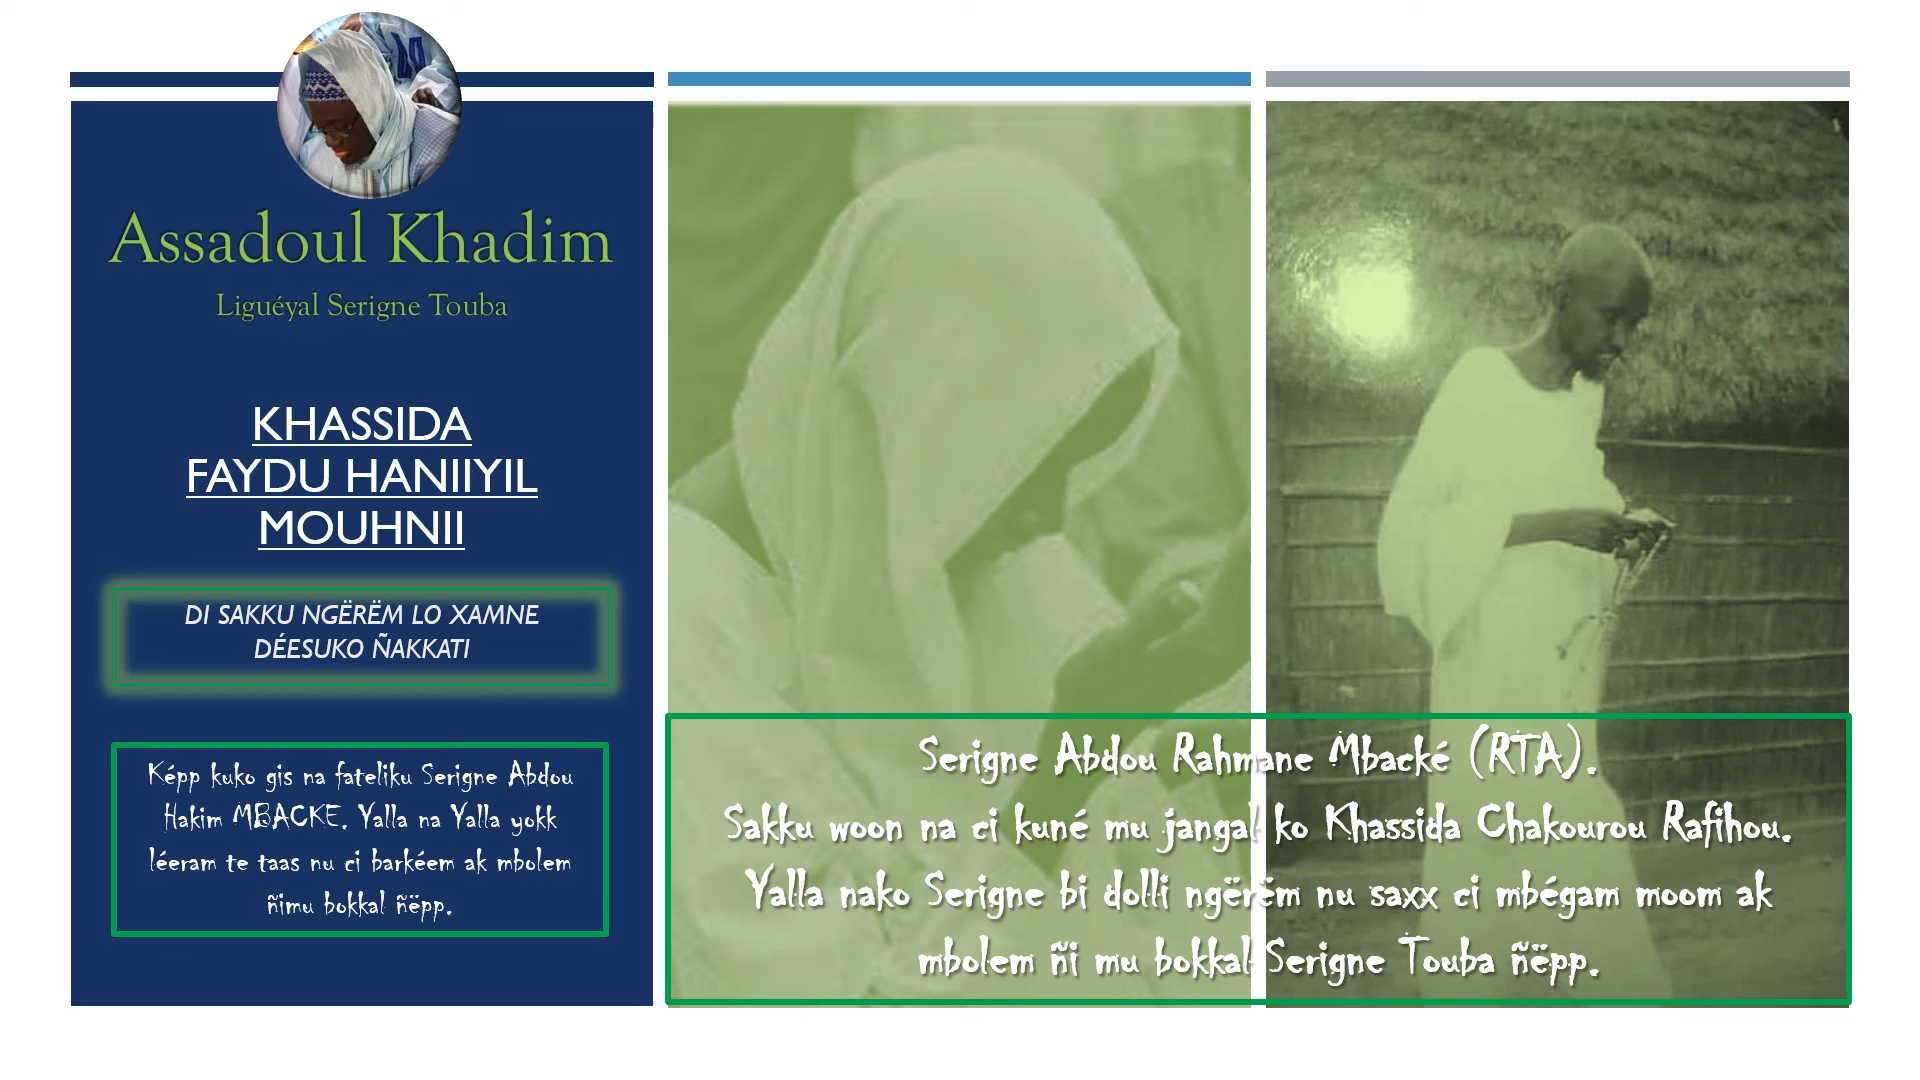 Assadoul Khadim
Liguéyal Serigne Touba
KHASSIDA
FAYDU HANIIYIL
MOUHNII
DI SAKKU NGËRËM LO XAMNE
DÉESUKO ÑAKKATI
Képp kuko gis na fateliku Serigne Abdou
Hakim MBACKE. Yalla na Yalla yokk
léeram te taas nu ci barkéem ak mbolem
ñimu bokkal ñëpp.
Serigne Abdou Rahmane Mbacké (RTA).
Sakku woon na ci kuné mu jangal ko Khassida Chakourou Rafihou.
Yalla nako Serigne bi dolli ngërëm nu saxx ci mbégam moom ak
mbolem ñi mu bokkal Serigne Touba ñëpp.